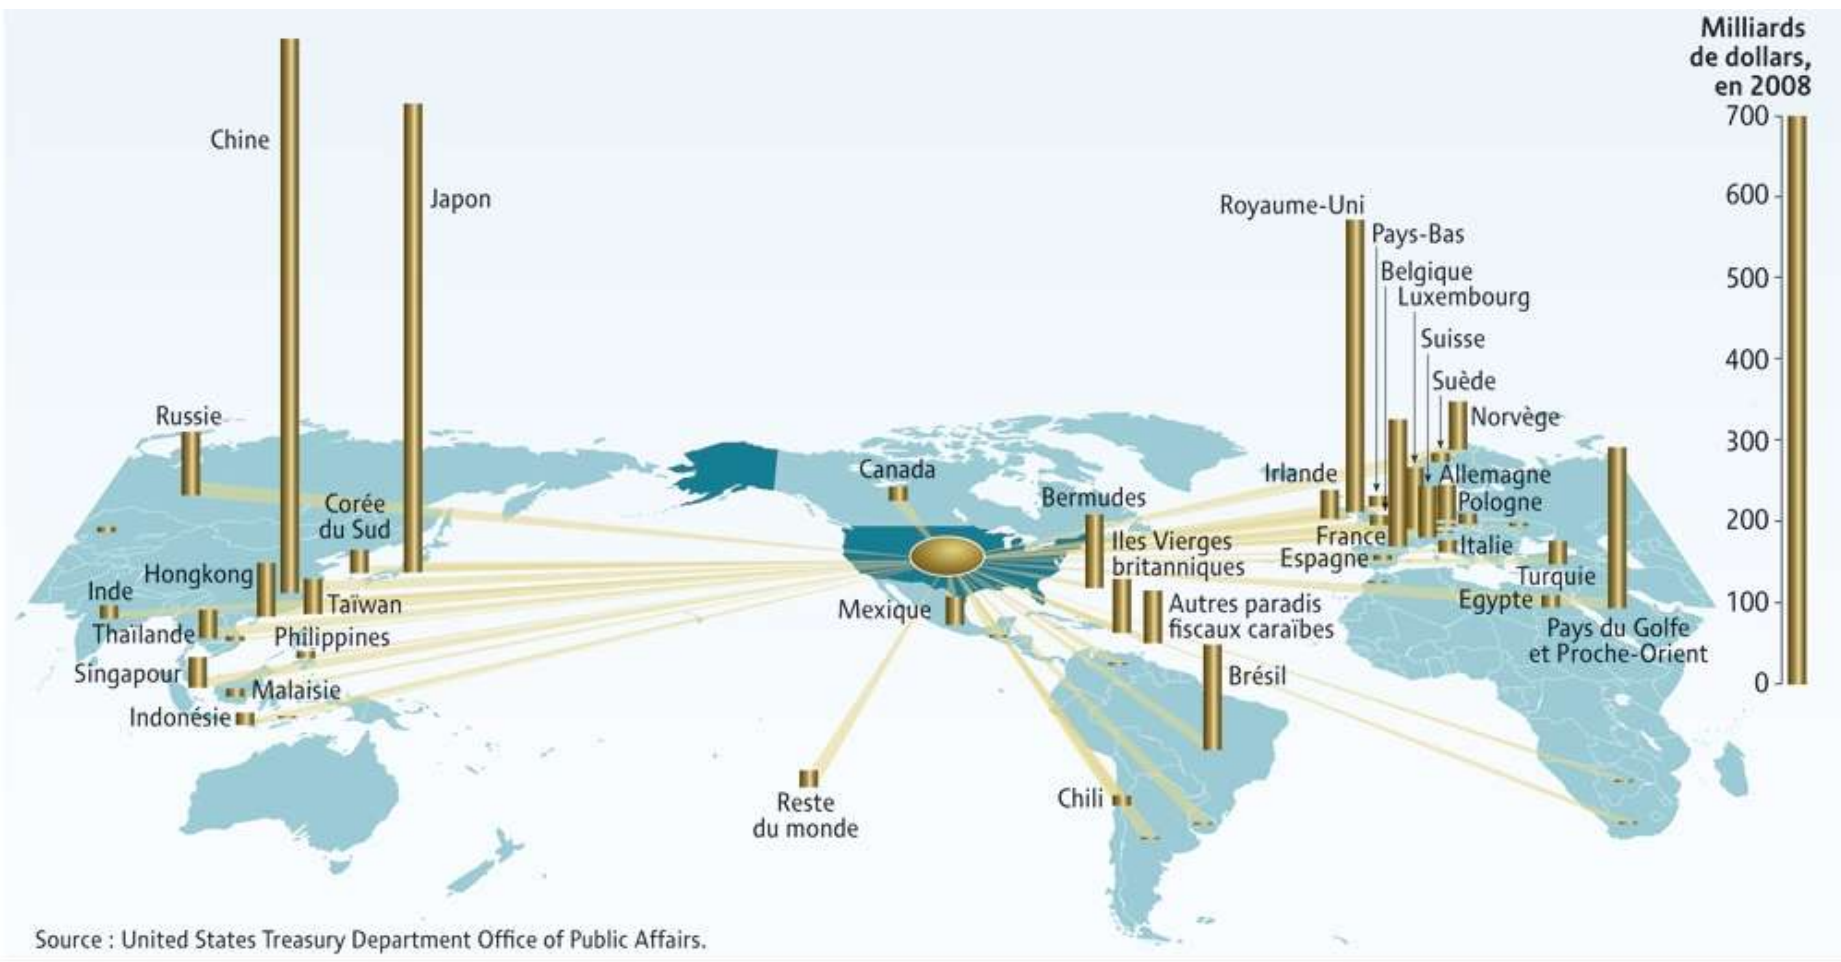 Milliards
de dollars,
en 2008
700
600
500
400
300
200
100
0
Chine
Japon
Russie
Corée
du Sud
Hongkong
Inde
Taïwan
Thaïlande
Philippines
Singapour
Malaisie
Indonésie
Canada
Bermudes
Iles Vierges
britanniques
Mexique
Autres paradis
fiscaux caraïbes
Brésil
Chili
Reste
du monde
Royaume-Uni
Pays-Bas
Belgique
Luxembourg
Suisse
Suède
Norvège
Irlande
Allemagne
Pologne
France
Italie
Espagne
Turquie
Egypte
Pays du Golfe
et Proche-Orient
Source : United States Treasury Department Office of Public Affairs.